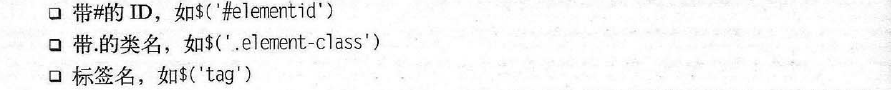 □ 带#的 ID，如$('#elementid')
□ 带.的类名，如$('.element-class')
□ 标签名，如$('tag')